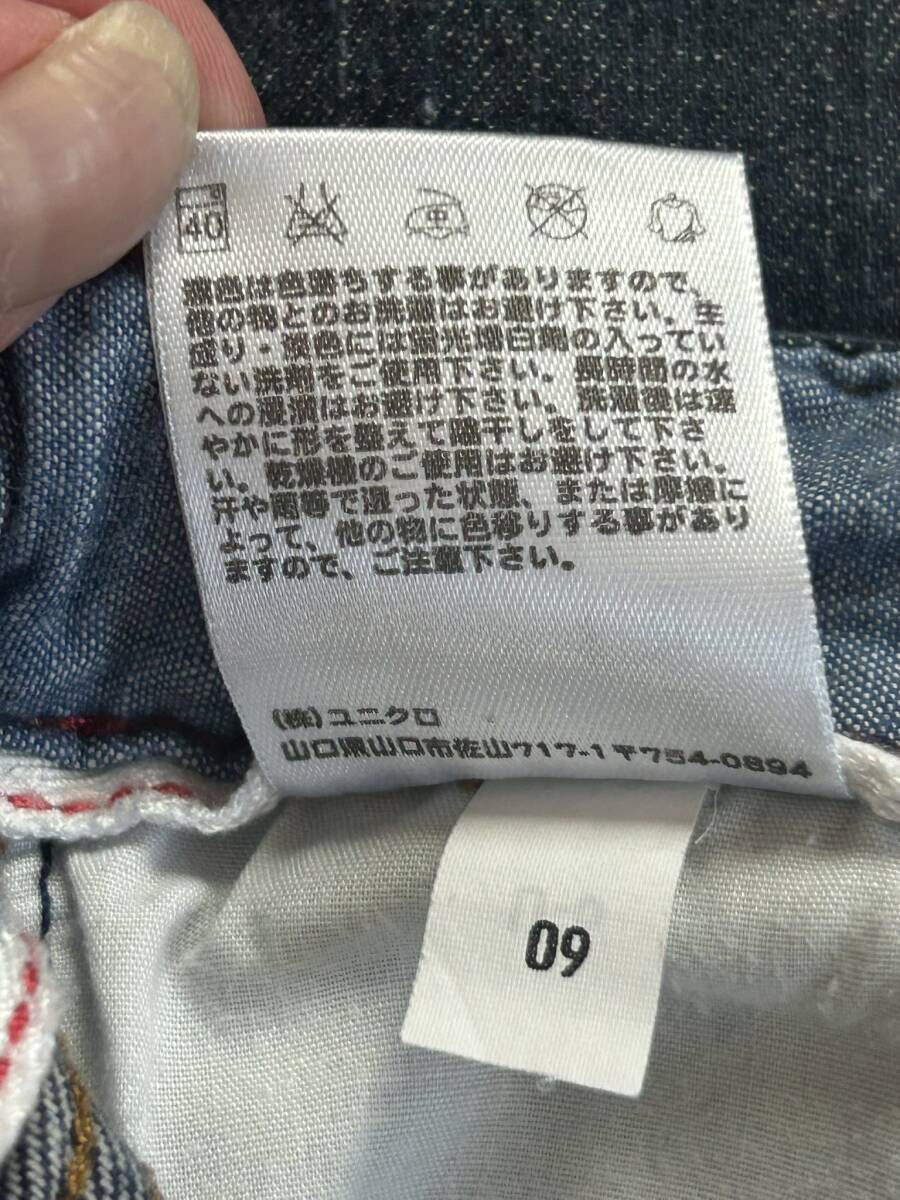 40
中
濃色は色落ちする事がありますので、
他の物とのお洗濯はお避け下さい。生
成り・淡色には蛍光増白剤の入ってい
ない洗剤をご使用下さい。長時間の水
への浸漬はお避け下さい。洗濯後は速
やかに形を整えて陰干しをして下さ
い。乾燥機のご使用はお避け下さい。
汗や雨等で湿った状態、または摩擦に
よって、他の物に色移りする事があり
ますので、ご注意下さい。
(株)ユニクロ
山口県山口市佐山717-1〒754-0894
09